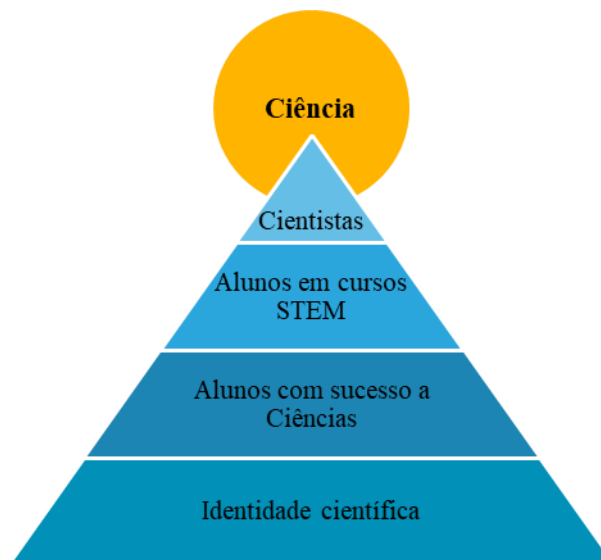 Ciência
Cientistas
Alunos em cursos
STEM
Alunos com sucesso a
Ciências
Identidade científica